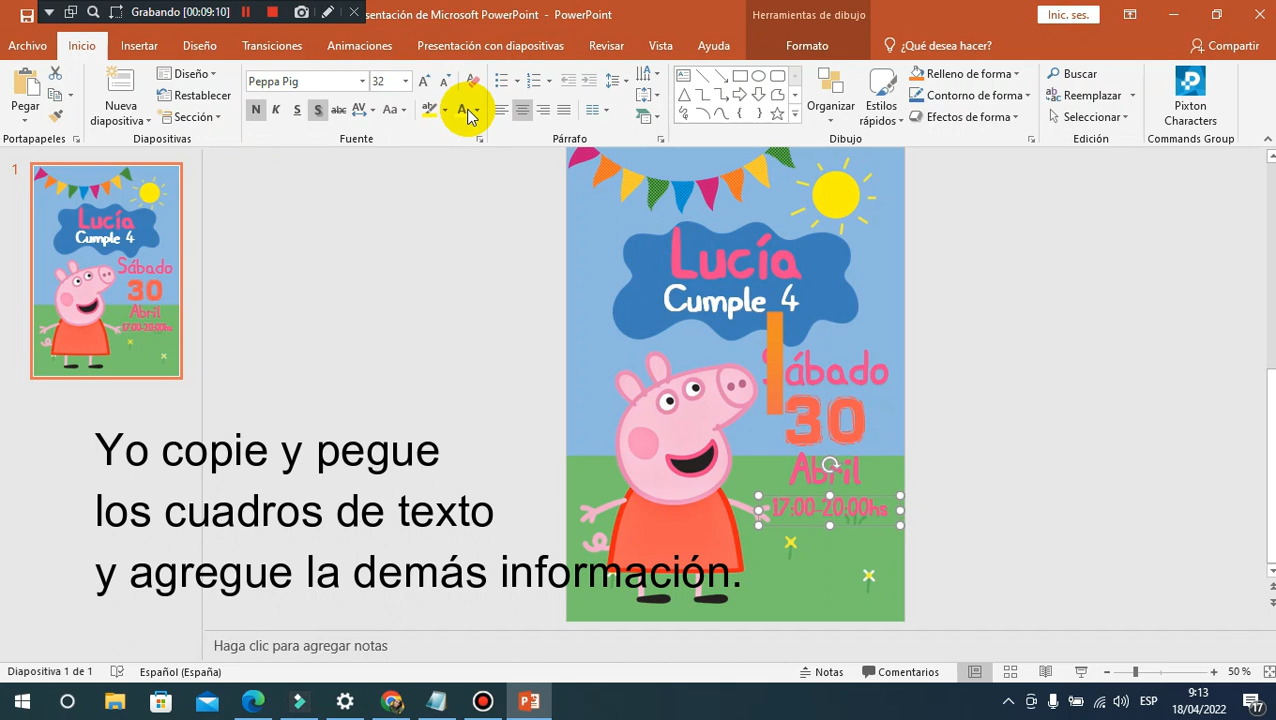 Grabando [00:09:10]
Presentación de Microsoft PowerPoint - PowerPoint
Herramientas de dibujo
Inic. ses.
Archivo
Inicio
Insertar
Diseño
Transiciones
Animaciones
Presentación con diapositivas
Revisar
Vista
Ayuda
Formato
¿Qué desea hacer?
Compartir
Pegar
Nueva
diapositiva
Diseño
Restablecer
Sección
Peppa Pig
32
N K S S abc AV Aa A
Organizar
Estilos
rápidos
Relleno de forma
Contorno de forma
Efectos de forma
Buscar
Reemplazar
Seleccionar
Pixton
Characters
Portapapeles
Diapositivas
Fuente
Párrafo
Dibujo
Edición
Commands Group
1
Lucía
Cumple 4
Sábado
30
Abril
17:00-20:00hs
Lucía
Cumple 4
Sábado
30
Abril
17:00-20:00hs
Yo copie y pegue
los cuadros de texto
y agregue la demás información.
Haga clic para agregar notas
Diapositiva 1 de 1
Español (España)
Notas
Comentarios
50 %
ESP
9:13
18/04/2022
17